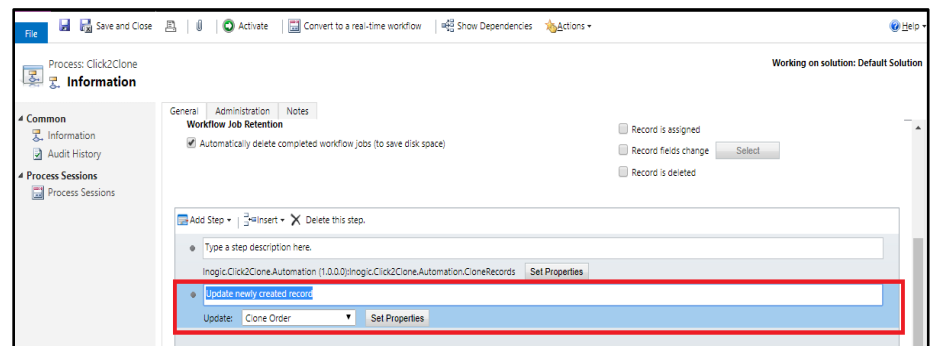 File Save and Close Activate Convert to a real-time workflow Show Dependencies Actions Help
Process: Click2Clone
Information
Working on solution: Default Solution
Common
Information
Audit History
Process Sessions
Process Sessions
General Administration Notes
Workflow Job Retention
Automatically delete completed workflow jobs (to save disk space)
Record is assigned
Record fields change Select
Record is deleted
Add Step Insert Delete this step.
Type a step description here.
Inogic.Click2Clone.Automation (1.0.0.0):Inogic.Click2Clone.Automation.CloneRecords Set Properties
Update newly created record
Update: Clone Order Set Properties